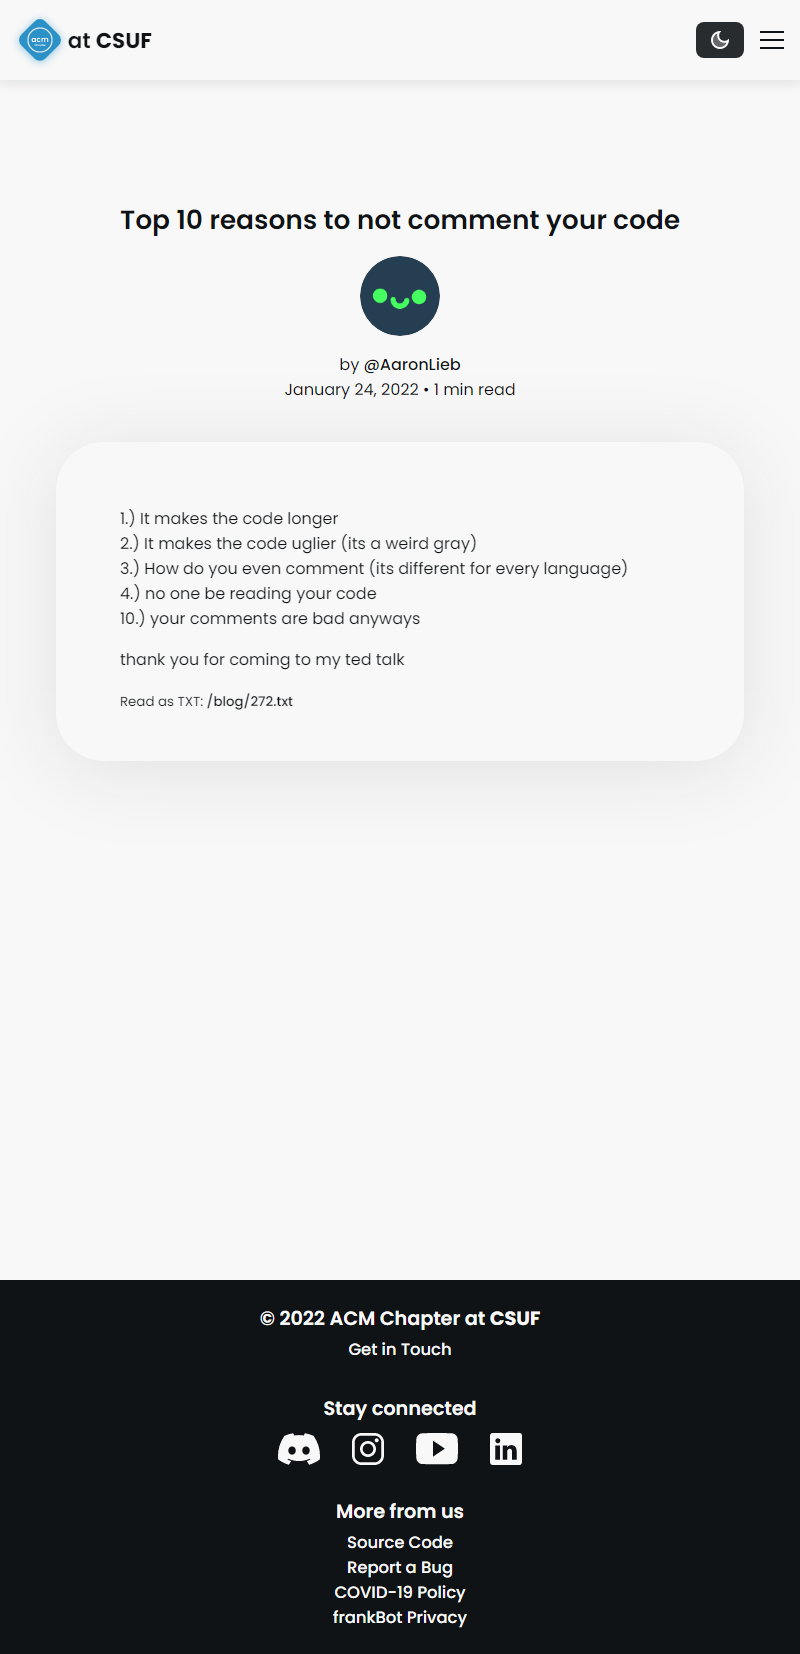 acm
at CSUF
Top 10 reasons to not comment your code
by @AaronLieb
January 24, 2022 • 1 min read
1.) It makes the code longer
2.) It makes the code uglier (its a weird gray)
3.) How do you even comment (its different for every language)
4.) no one be reading your code
10.) your comments are bad anyways
thank you for coming to my ted talk
Read as TXT: /blog/272.txt
© 2022 ACM Chapter at CSUF
Get in Touch
Stay connected
in
More from us
Source Code
Report a Bug
COVID-19 Policy
frankBot Privacy